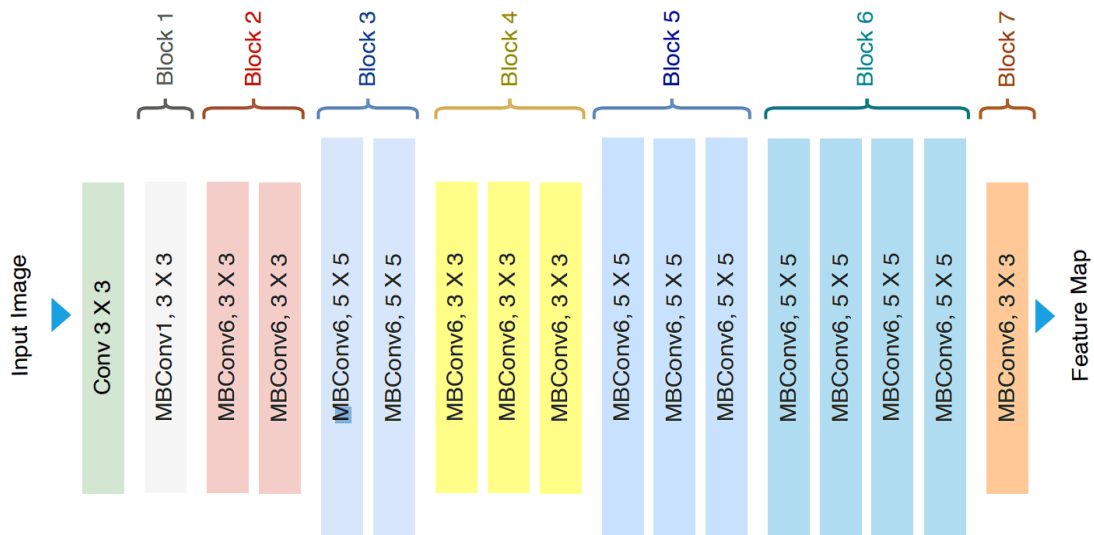 Block 1
Block 2
Block 3
Block 4
Block 5
Block 6
Block 7
Input Image
Conv 3 X 3
MBConv1, 3 X 3
MBConv6, 3 X 3
MBConv6, 3 X 3
MBConv6, 5 X 5
MBConv6, 5 X 5
MBConv6, 3 X 3
MBConv6, 3 X 3
MBConv6, 3 X 3
MBConv6, 5 X 5
MBConv6, 5 X 5
MBConv6, 5 X 5
MBConv6, 5 X 5
MBConv6, 5 X 5
MBConv6, 5 X 5
MBConv6, 5 X 5
MBConv6, 3 X 3
Feature Map